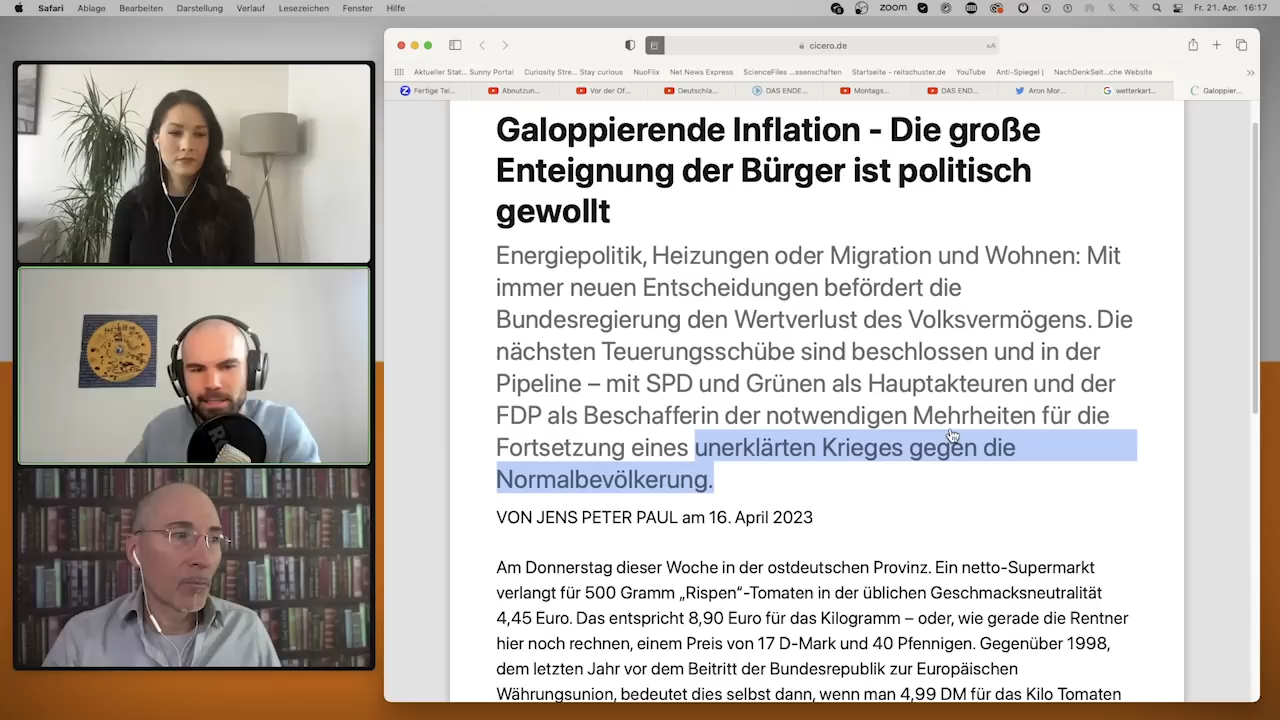 Safari Ablage Bearbeiten Darstellung Verlauf Lesezeichen Fenster Hilfe zoom Fr. 21. Apr. 16:17
cicero.de
Aktueller Stat... Sunny Portal Curiosity Stre... Stay curious NuoFlix Net News Express ScienceFiles ...ssenschaften Startseite - reitschuster.de YouTube Anti-Spiegel | NachDenkSeit...che Website
Fertige Tei... Abnutzun... Vor der Of... Deutschla... DAS ENDE... Montags... DAS END... Aron Mor... wetterkart... Galoppier...
Galoppierende Inflation - Die große
Enteignung der Bürger ist politisch
gewollt
Energiepolitik, Heizungen oder Migration und Wohnen: Mit
immer neuen Entscheidungen befördert die
Bundesregierung den Wertverlust des Volksvermögens. Die
nächsten Teuerungsschübe sind beschlossen und in der
Pipeline – mit SPD und Grünen als Hauptakteuren und der
FDP als Beschafferin der notwendigen Mehrheiten für die
Fortsetzung eines unerklärten Krieges gegen die
Normalbevölkerung.
VON JENS PETER PAUL am 16. April 2023
Am Donnerstag dieser Woche in der ostdeutschen Provinz. Ein netto-Supermarkt
verlangt für 500 Gramm „Rispen“-Tomaten in der üblichen Geschmacksneutralität
4,45 Euro. Das entspricht 8,90 Euro für das Kilogramm – oder, wie gerade die Rentner
hier noch rechnen, einem Preis von 17 D-Mark und 40 Pfennigen. Gegenüber 1998,
dem letzten Jahr vor dem Beitritt der Bundesrepublik zur Europäischen
Währungsunion, bedeutet dies selbst dann, wenn man 4,99 DM für das Kilo Tomaten